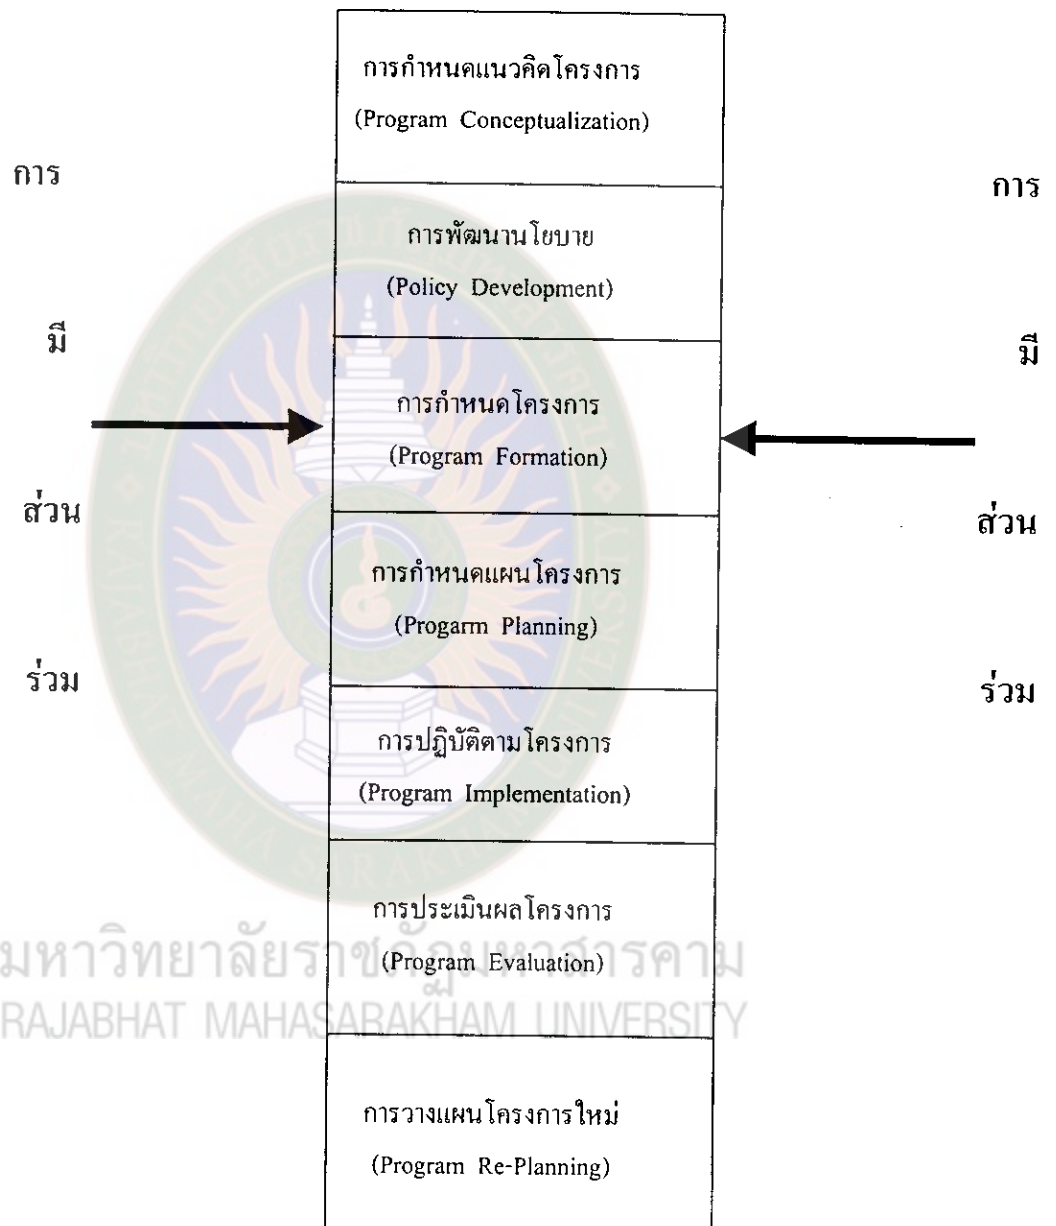 การกำหนดแนวคิดโครงการ
(Program Conceptualization)
การพัฒนานโยบาย
(Policy Development)
การกำหนดโครงการ
(Program Formation)
การกำหนดแผนโครงการ
(Progarm Planning)
การปฏิบัติตามโครงการ
(Program Implementation)
การประเมินผลโครงการ
(Program Evaluation)
การวางแผนโครงการใหม่
(Program Re-Planning)
การ
มี
ส่วน
ร่วม
การ
มี
ส่วน
ร่วม
มหาวิทยาลัยราชภัฏมหาสารคาม
RAJABHAT MAHASARAKHAM UNIVERSITY